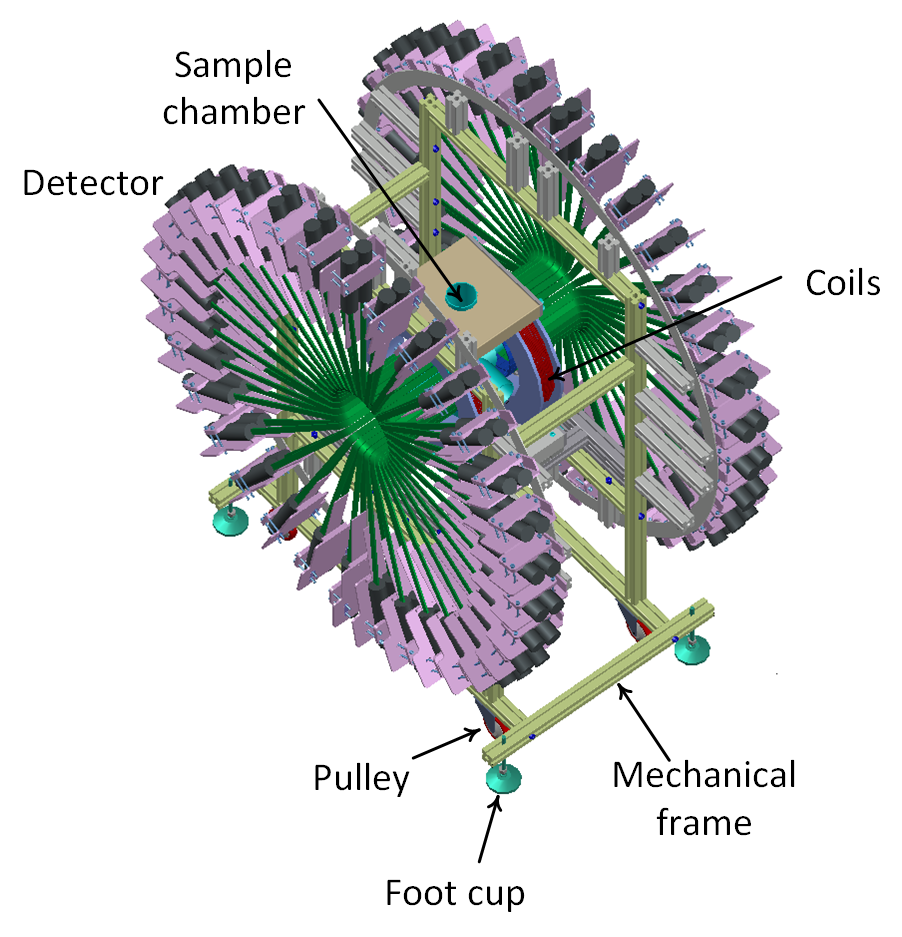 Sample
chamber
Detector
Coils
Pulley
Mechanical
frame
Foot cup